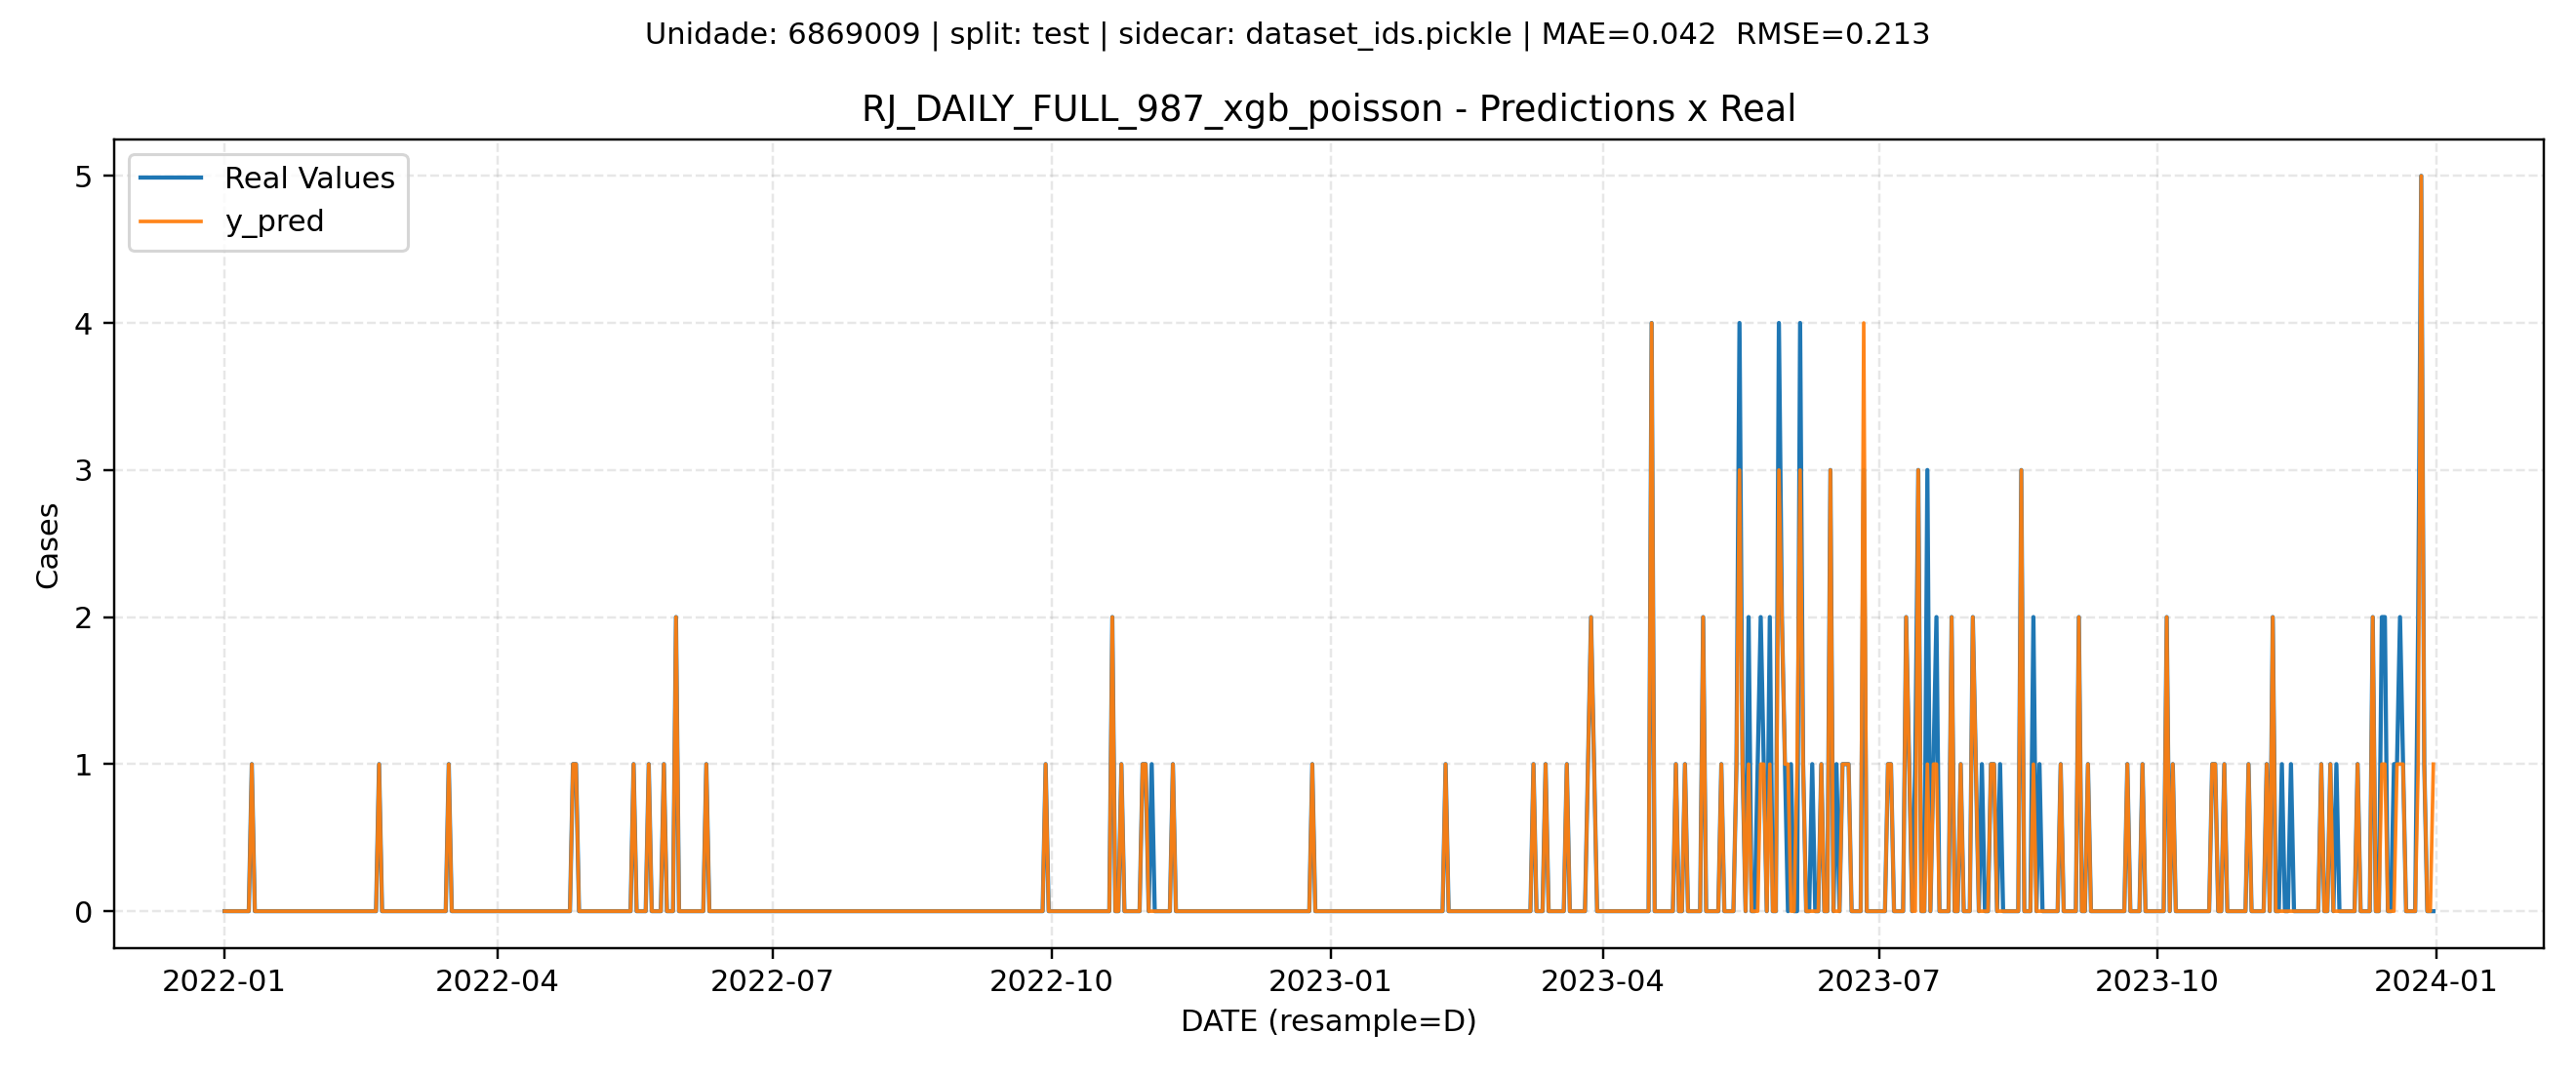 Unidade: 6869009 | split: test | sidecar: dataset_ids.pickle | MAE=0.042  RMSE=0.213
RJ_DAILY_FULL_987_xgb_poisson - Predictions x Real
Real Values
y_pred
5
4
3
2
1
0
Cases
2022-01
2022-04
2022-07
2022-10
2023-01
2023-04
2023-07
2023-10
2024-01
DATE (resample=D)